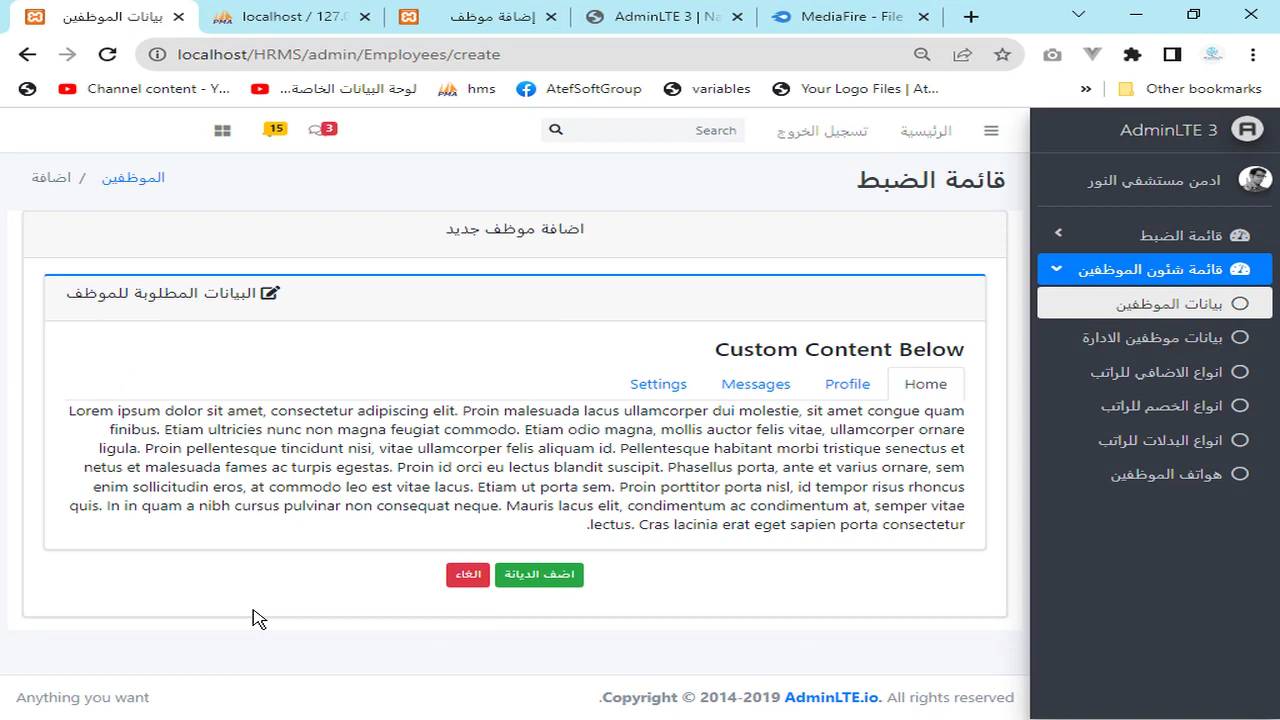 بيانات الموظفين
localhost / 127.0
إضافة موظف
AdminLTE 3 | Na
MediaFire - File
localhost/HRMS/admin/Employees/create
Channel content - Y...
لوحة البيانات الخاصة...
hms
AtefSoftGroup
variables
Your Logo Files | At...
»
Other bookmarks
AdminLTE 3
الرئيسية
تسجيل الخروج
Search
3
15
ادمن مستشفي النور
قائمة الضبط
الموظفين / اضافة
قائمة الضبط
قائمة شئون الموظفين
بيانات الموظفين
بيانات موظفين الادارة
انواع الاضافي للراتب
انواع الخصم للراتب
انواع البدلات للراتب
هواتف الموظفين
اضافة موظف جديد
البيانات المطلوبة للموظف
Custom Content Below
Home
Profile
Messages
Settings
Lorem ipsum dolor sit amet, consectetur adipiscing elit. Proin malesuada lacus ullamcorper dui molestie, sit amet congue quam
finibus. Etiam ultricies nunc non magna feugiat commodo. Etiam odio magna, mollis auctor felis vitae, ullamcorper ornare
ligula. Proin pellentesque tincidunt nisi, vitae ullamcorper felis aliquam id. Pellentesque habitant morbi tristique senectus et
netus et malesuada fames ac turpis egestas. Proin id orci eu lectus blandit suscipit. Phasellus porta, ante et varius ornare, sem
enim sollicitudin eros, at commodo leo est vitae lacus. Etiam ut porta sem. Proin porttitor porta nisl, id tempor risus rhoncus
quis. In in quam a nibh cursus pulvinar non consequat neque. Mauris lacus elit, condimentum ac condimentum at, semper vitae
.lectus. Cras lacinia erat eget sapien porta consectetur
اضف الديانة
الغاء
.Copyright © 2014-2019 AdminLTE.io. All rights reserved
Anything you want